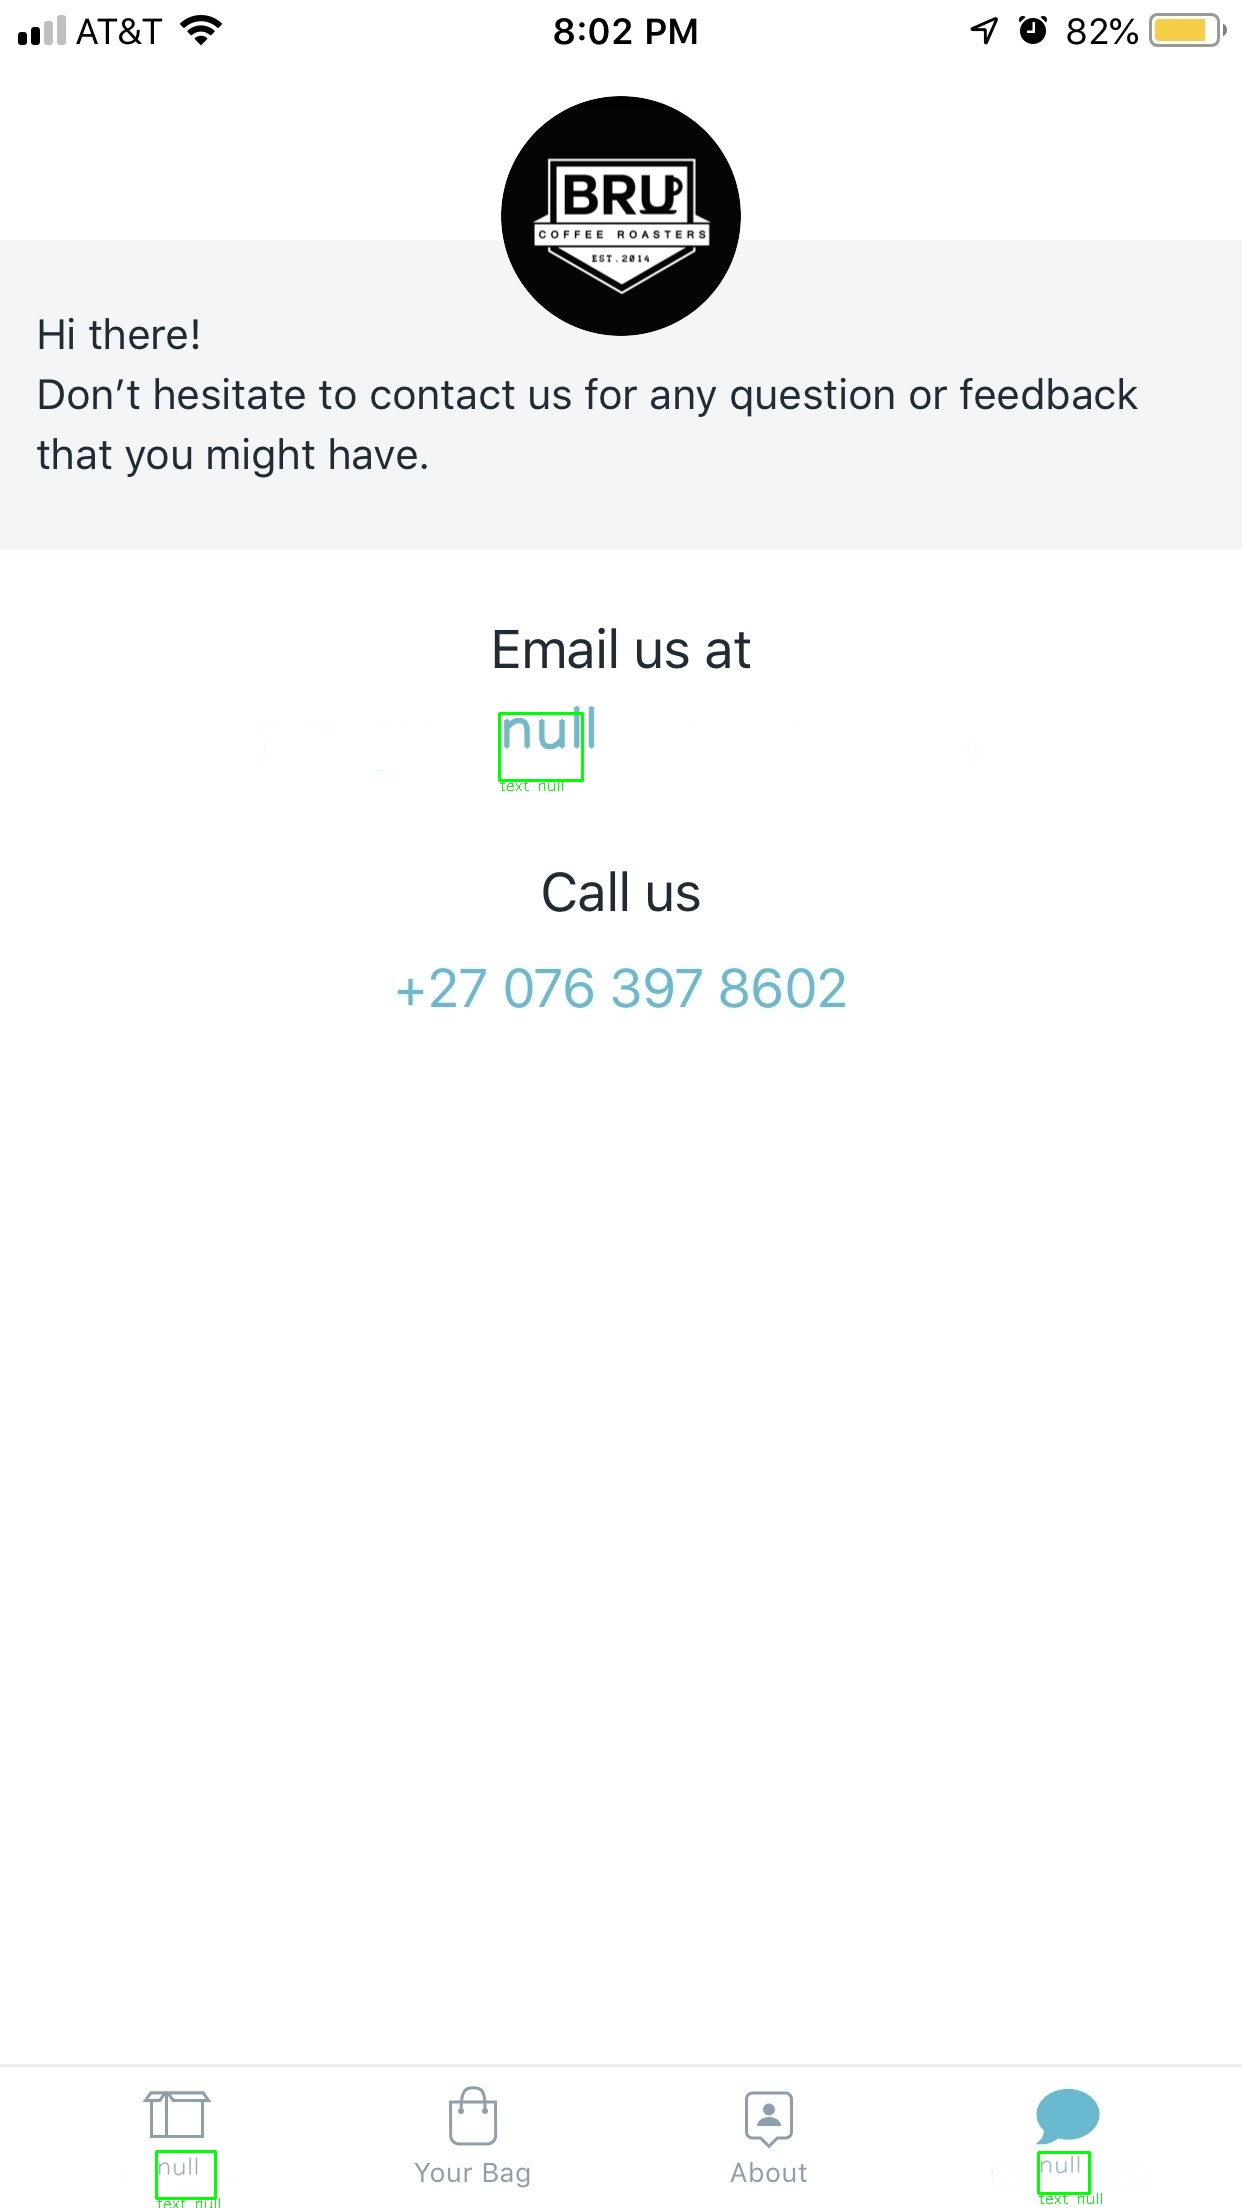 AT&T
8:02 PM
82%
BRU
COFFEE ROASTERS
EST.2014
Hi there!
Don’t hesitate to contact us for any question or feedback
that you might have.
Email us at
null
text null
Call us
+27 076 397 8602
null
text null
Your Bag
About
null
text null